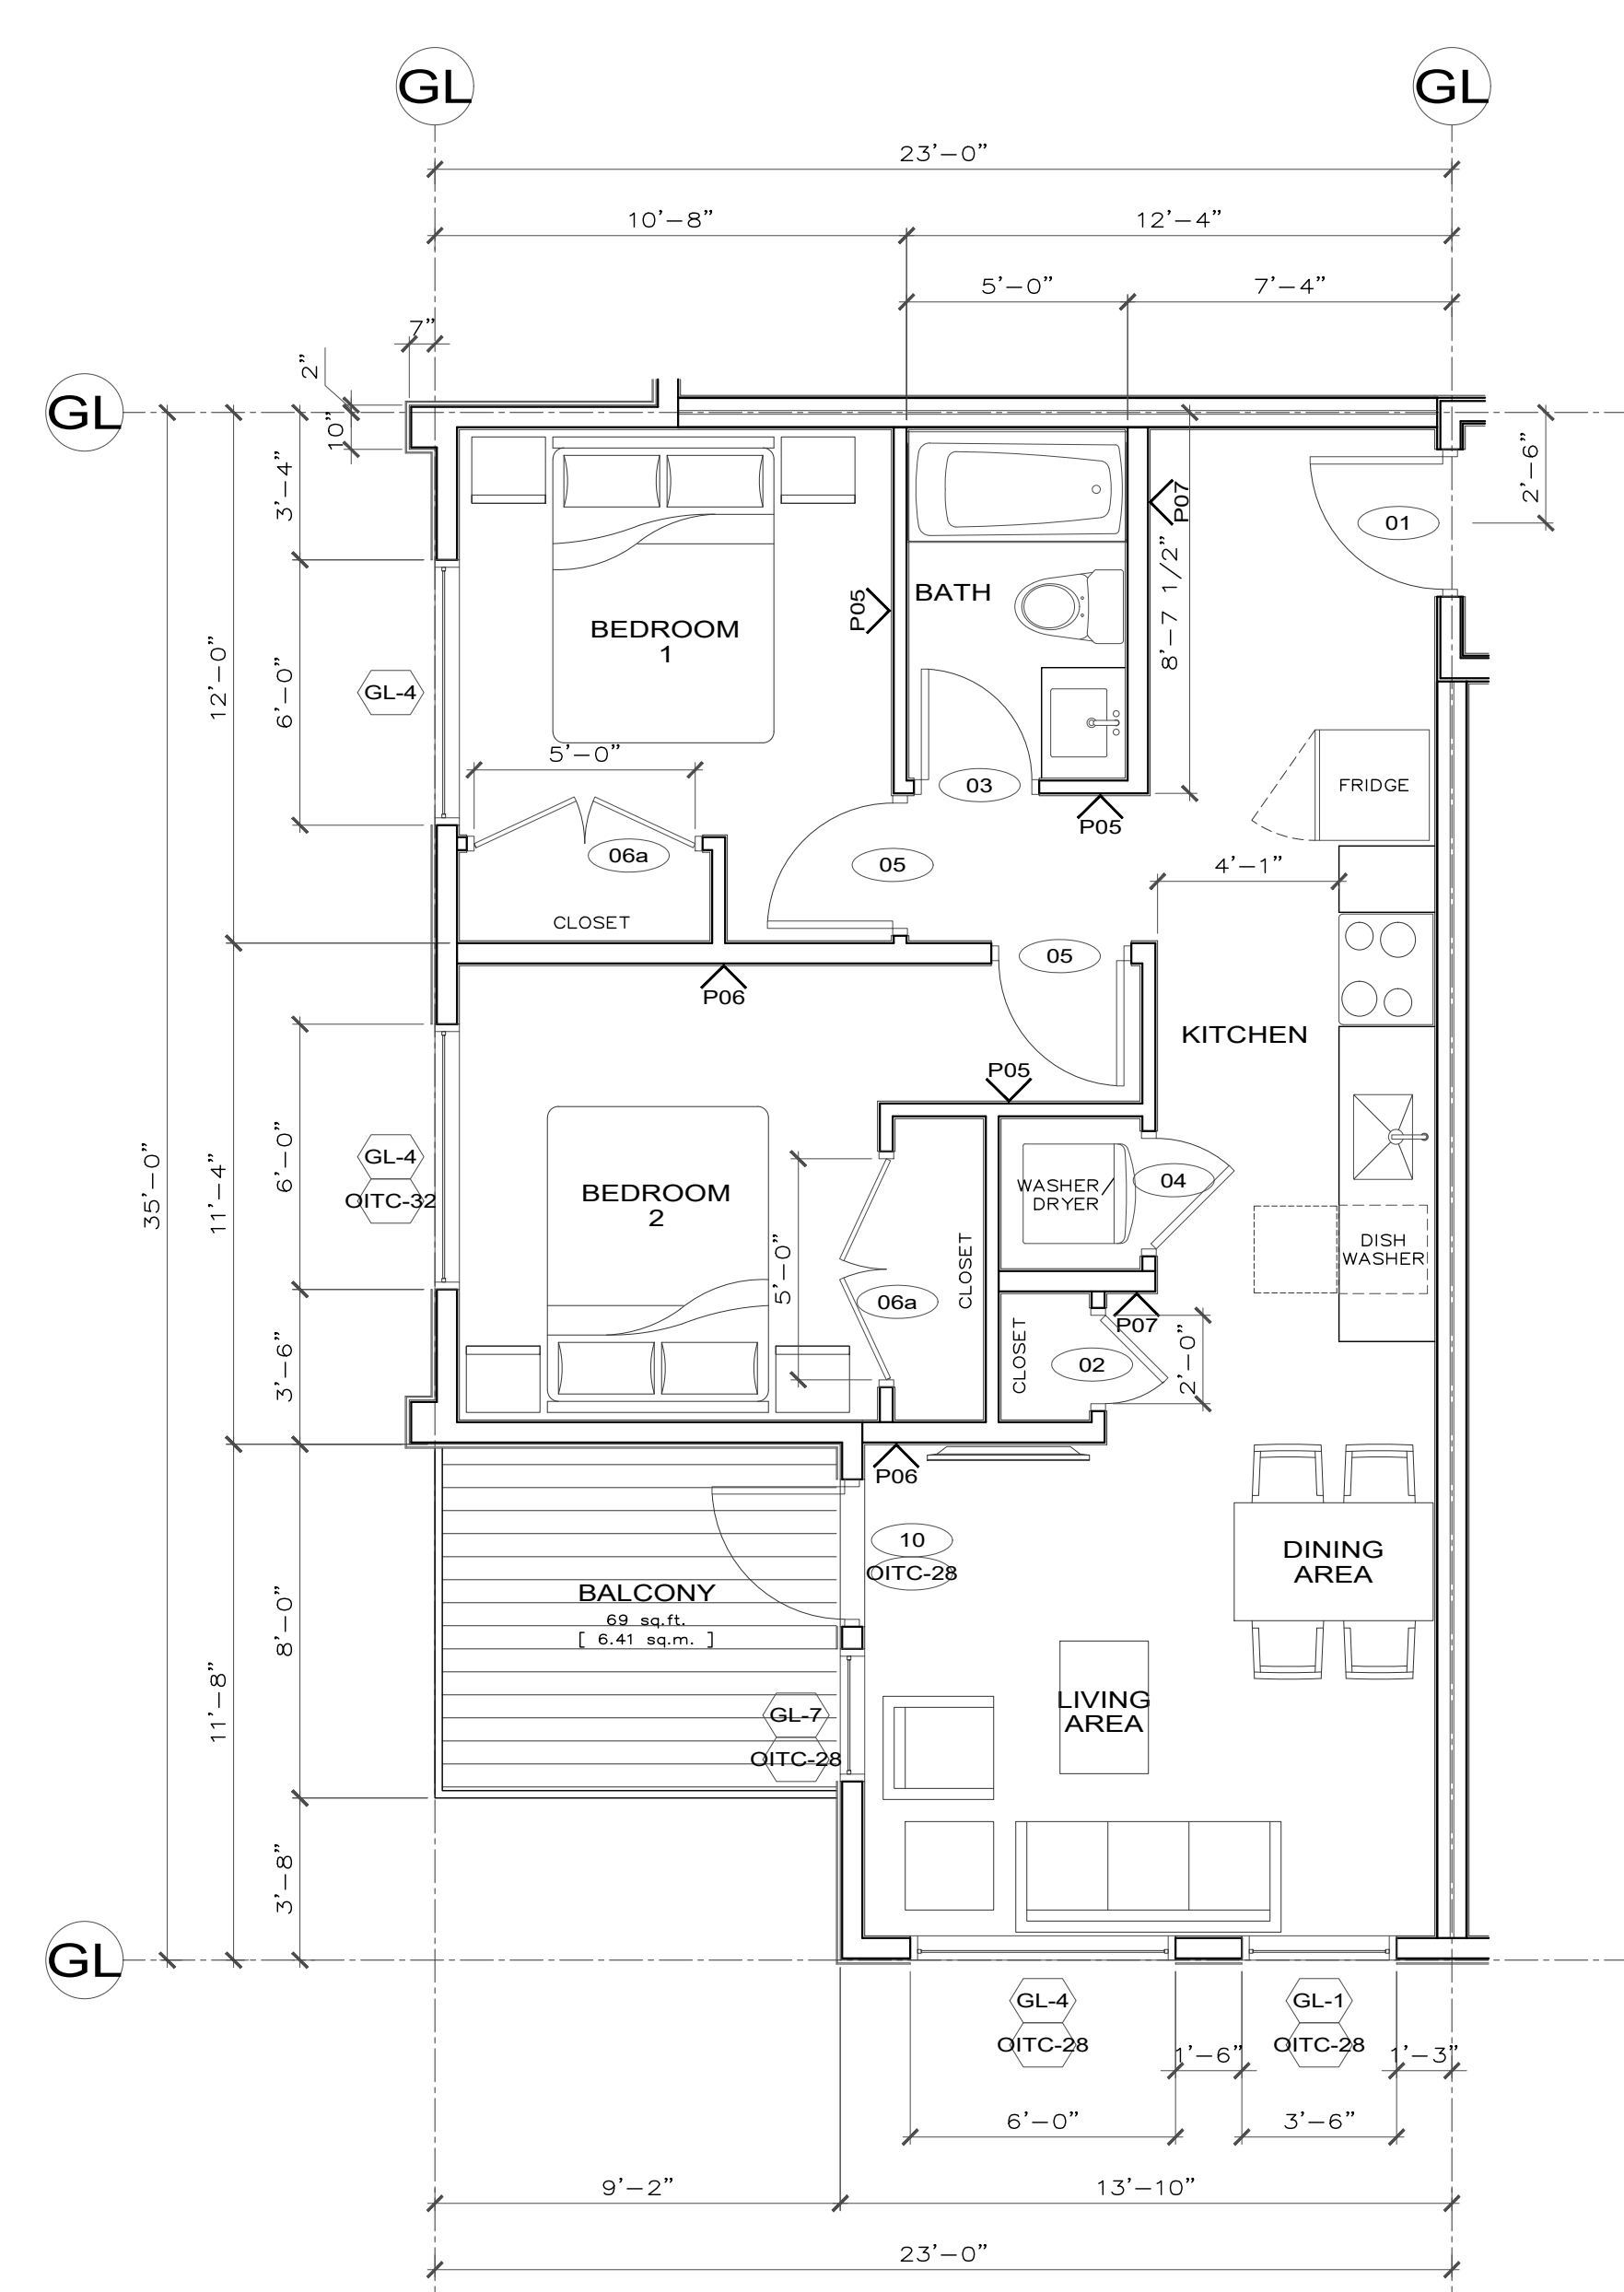 GL
GL
23'-0"
10'-8"
12'-4"
5'-0"
7'-4"
7"
2"
GL
10"
3'-4"
2'-6"
01
P07
8'-7 1/2"
P05
BATH
BEDROOM
1
12'-0"
6'-0"
GL-4
5'-0"
03
FRIDGE
P05
06a
05
4'-1"
CLOSET
05
P06
KITCHEN
P05
35'-0"
11'-4"
6'-0"
GL-4
OITC-32
BEDROOM
2
5'-0"
CLOSET
WASHER/
DRYER
04
DISH
WASHER
06a
P07
3'-6"
CLOSET
02
2'-0"
P06
10
OITC-28
DINING
AREA
BALCONY
69 sq.ft.
[ 6.41 sq.m. ]
8'-0"
11'-8"
LIVING
AREA
GL-7
OITC-28
3'-8"
GL
GL-4
OITC-28
GL-1
OITC-28
1'-6"
1'-3"
6'-0"
3'-6"
9'-2"
13'-10"
23'-0"